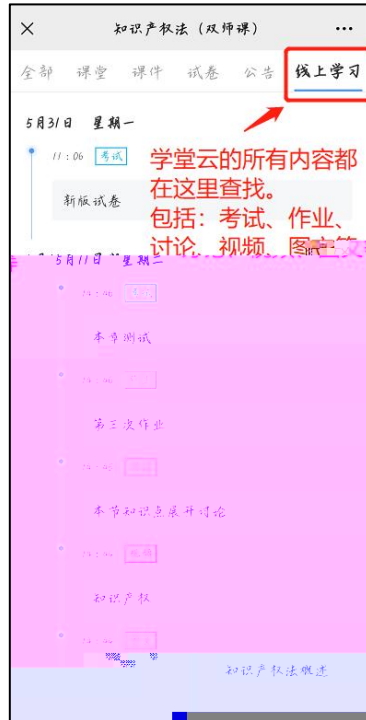 知识产权法（双师课）
全部 课堂 课件 试卷 公告 线上学习
5月31日 星期一
11:06 考试
新版试卷
学堂云的所有内容都
在这里查找。
包括：考试、作业、
讨论、视频、图文等
5月11日 星期二
本节测试
第三次作业
本节知识点展开讨论
知识产权
知识产权法概述